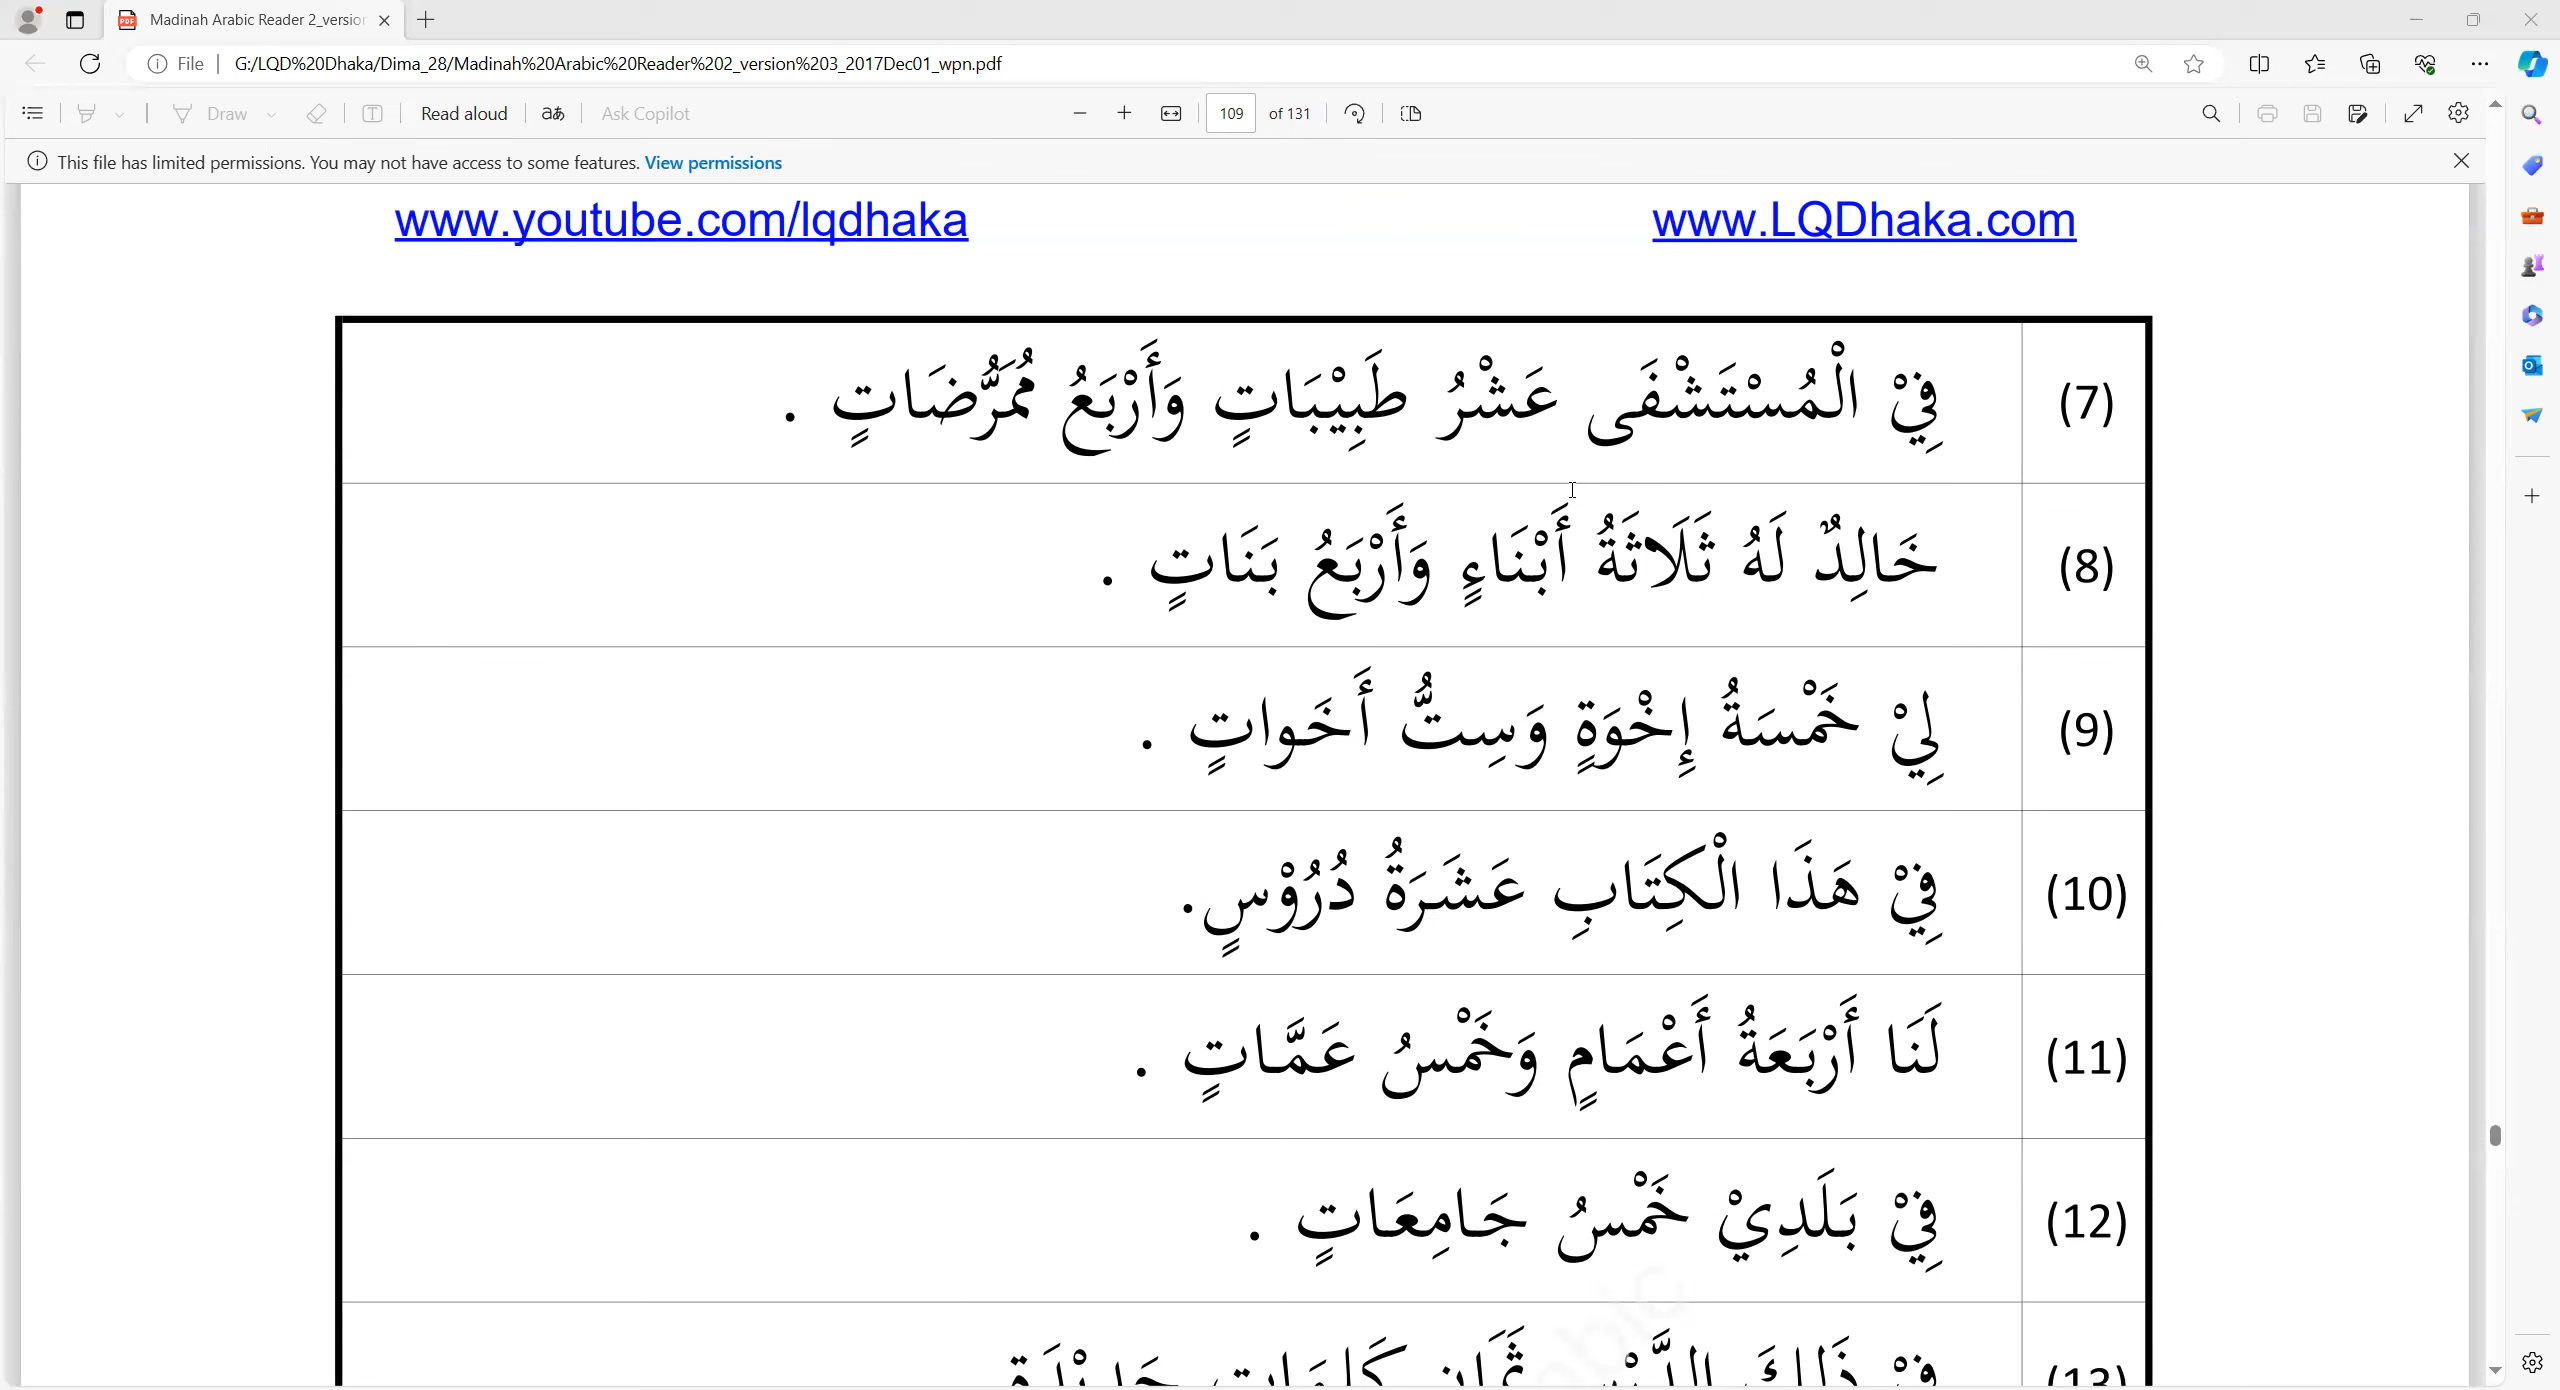 Madinah Arabic Reader 2_versio
File
G:/LQD%20Dhaka/Dima_28/Madinah%20Arabic%20Reader%202_version%203_2017Dec01_wpn.pdf
Draw
Read aloud
aあ
Ask Copilot
109 of 131
This file has limited permissions. You may not have access to some features. View permissions
www.youtube.com/lqdhaka www.LQDhaka.com
(7) فِيْ الْمُسْتَشْفَى عَشْرُ طَبِيْبَاتٍ وَأَرْبَعُ مُمَرُّضَاتٍ .
(8) خَالِدٌ لَهُ ثَلَاثَةُ أَبْنَاءٍ وَأَرْبَعُ بَنَاتٍ .
(9) لِيْ خَمْسَةُ إِخْوَةٍ وَسِتُّ أَخَواتٍ .
(10) فِيْ هَذَا الْكِتَابِ عَشَرَةُ دُرُوْسٍ.
(11) لَنَا أَرْبَعَةُ أَعْمَامٍ وَخَمْسُ عَمَّاتٍ .
(12) فِيْ بَلَدِيْ خَمْسُ جَامِعَاتٍ .